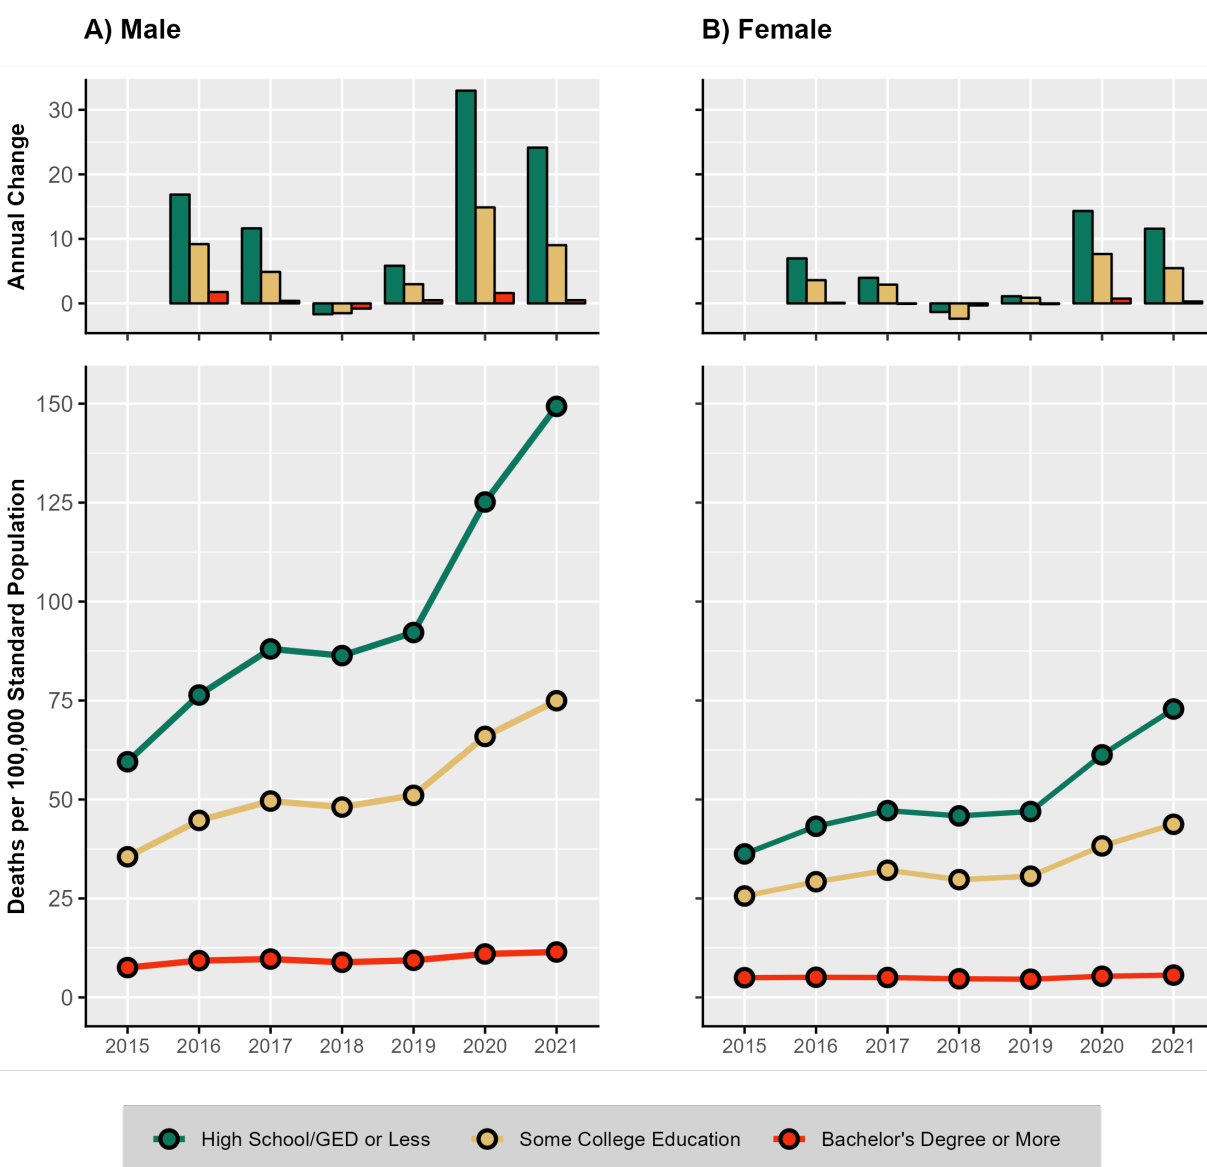 A) Male
B) Female
Annual Change
30
20
10
0
Deaths per 100,000 Standard Population
150
125
100
75
50
25
0
2015 2016 2017 2018 2019 2020 2021
2015 2016 2017 2018 2019 2020 2021
High School/GED or Less Some College Education Bachelor's Degree or More